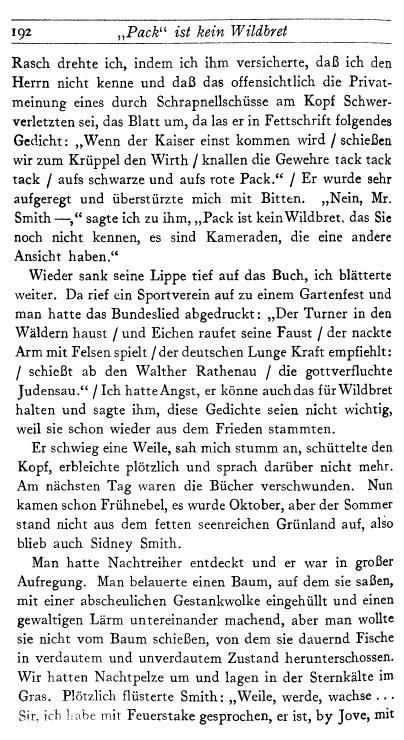 192 „Pack“ ist kein Wildbret
Rasch drehte ich, indem ich ihm versicherte, daß ich den
Herrn nicht kenne und daß das offensichtlich die Privat-
meinung eines durch Schrapnellschüsse am Kopf Schwer-
verletzten sei, das Blatt um, da las er in Fettschrift folgendes
Gedicht: „Wenn der Kaiser einst kommen wird / schießen
wir zum Krüppel den Wirth / knallen die Gewehre tack tack
tack / aufs schwarze und aufs rote Pack.“ / Er wurde sehr
aufgeregt und überstürzte mich mit Bitten. „Nein, Mr.
Smith —,“ sagte ich zu ihm, „Pack ist kein Wildbret, das Sie
noch nicht kennen, es sind Kameraden, die eine andere
Ansicht haben.“
Wieder sank seine Lippe tief auf das Buch, ich blätterte
weiter. Da rief ein Sportverein auf zu einem Gartenfest und
man hatte das Bundeslied abgedruckt: „Der Turner in den
Wäldern haust / und Eichen raufet seine Faust / der nackte
Arm mit Felsen spielt / der deutschen Lunge Kraft empfiehlt:
/ schießt ab den Walther Rathenau / die gottverfluchte
Judensau.“ / Ich hatte Angst, er könne auch das für Wildbret
halten und sagte ihm, diese Gedichte seien nicht wichtig,
weil sie schon wieder aus dem Frieden stammten.
Er schwieg eine Weile, sah mich stumm an, schüttelte den
Kopf, erbleichte plötzlich und sprach darüber nicht mehr.
Am nächsten Tag waren die Bücher verschwunden. Nun
kamen schon Frühnebel, es wurde Oktober, aber der Sommer
stand nicht aus dem fetten seenreichen Grünland auf, also
blieb auch Sidney Smith.
Man hatte Nachtreiher entdeckt und er war in großer
Aufregung. Man belauerte einen Baum, auf dem sie saßen,
mit einer abscheulichen Gestankwolke eingehüllt und einen
gewaltigen Lärm untereinander machend, aber man wollte
sie nicht vom Baum schießen, von dem sie dauernd Fische
in verdautem und unverdautem Zustand herunterschossen.
Wir hatten Nachtpelze um und lagen in der Sternkälte im
Gras. Plötzlich flüsterte Smith: „Weile, werde, wachse . . .
Sir, ich habe mit Feuerstake gesprochen, er ist, by Jove, mit